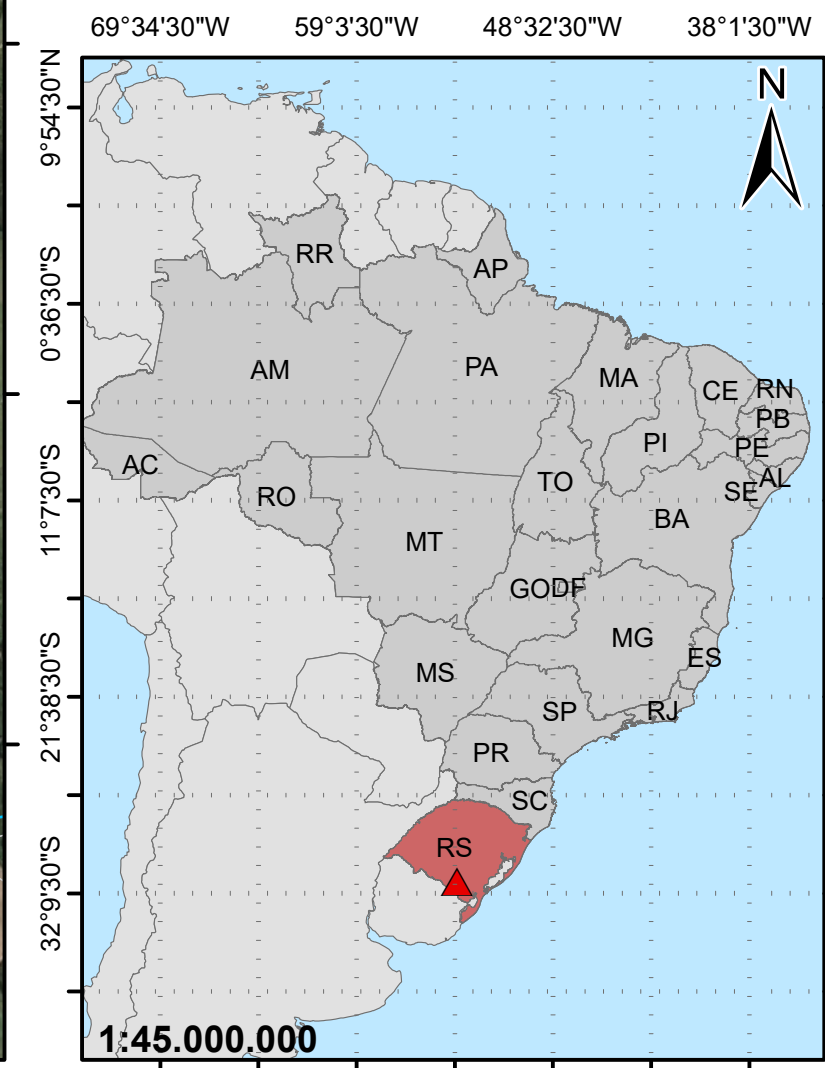 69°34'30"W 59°3'30"W 48°32'30"W 38°1'30"W
9°54'30"N
0°36'30"S
11°7'30"S
21°38'30"S
32°9'30"S
N
RR
AP
AM
PA
MA
CE
RN
PB
PI
PE
AC
AL
TO
SE
RO
BA
MT
GO
DF
MG
ES
MS
SP
RJ
PR
SC
RS
1:45.000.000